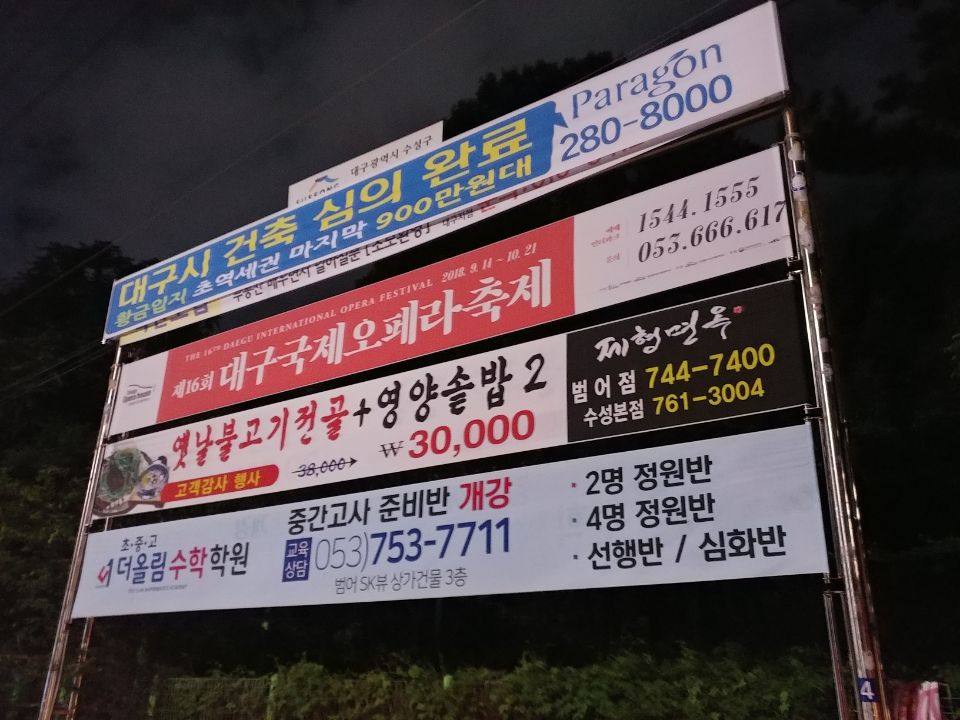 대구광역시 수성구
대구시 건축 심의 완료
황금입지 초역세권 마지막 900만원대
Paragon
280-8000
THE 16TH DAEGU INTERNATIONAL OPERA FESTIVAL 2018. 9. 14 ~ 10. 21
제16회 대구국제오페라축제
1544.1555
053.666.617
옛날불고기전골+영양솥밥 2
고객감사 행사 38,000 ₩ 30,000
제형면옥
범어점 744-7400
수성본점 761-3004
초·중·고
더올림수학학원
중간고사 준비반 개강
교육상담 053)753-7711
범어 SK뷰 상가건물 3층
· 2명 정원반
· 4명 정원반
· 선행반 / 심화반
4